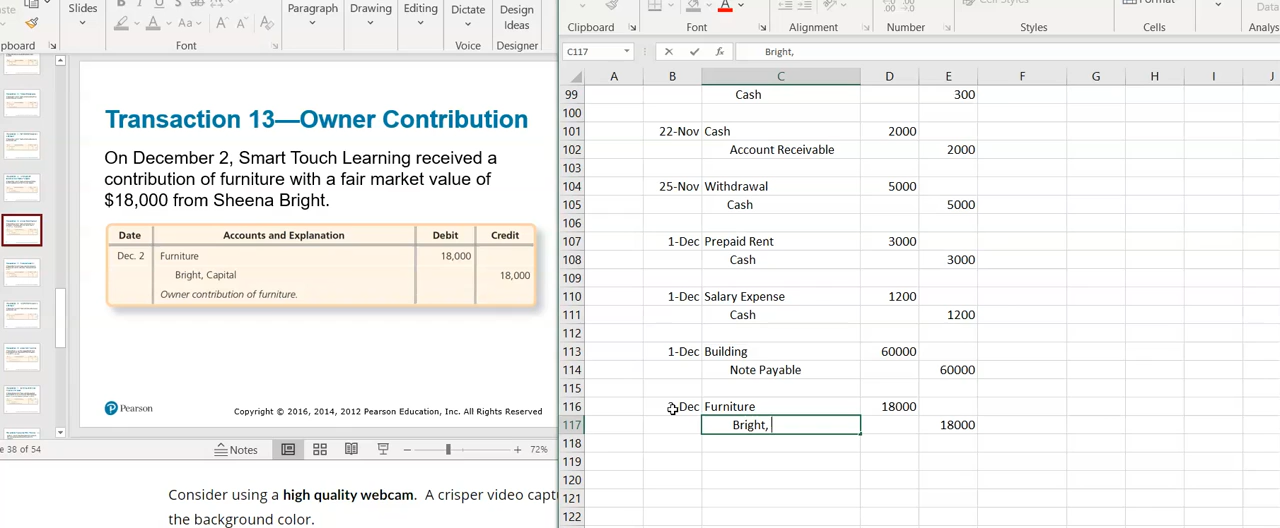 Slides
Paragraph
Drawing
Editing
Dictate
Design
Ideas
pboard
Font
Voice
Designer
Transaction 13—Owner Contribution
On December 2, Smart Touch Learning received a
contribution of furniture with a fair market value of
$18,000 from Sheena Bright.
Date Accounts and Explanation Debit Credit
Dec. 2 Furniture 18,000
Bright, Capital 18,000
Owner contribution of furniture.
Pearson
Copyright © 2016, 2014, 2012 Pearson Education, Inc. All Rights Reserved
e 38 of 54
Notes
72%
Consider using a high quality webcam. A crisper video capt
the background color.
Clipboard
Font
Alignment
Number
Styles
Cells
Analys
C117
Bright,
A B C D E F G H I J
99 Cash 300
100
101 22-Nov Cash 2000
102 Account Receivable 2000
103
104 25-Nov Withdrawal 5000
105 Cash 5000
106
107 1-Dec Prepaid Rent 3000
108 Cash 3000
109
110 1-Dec Salary Expense 1200
111 Cash 1200
112
113 1-Dec Building 60000
114 Note Payable 60000
115
116 2-Dec Furniture 18000
117 Bright, 18000
118
119
120
121
122